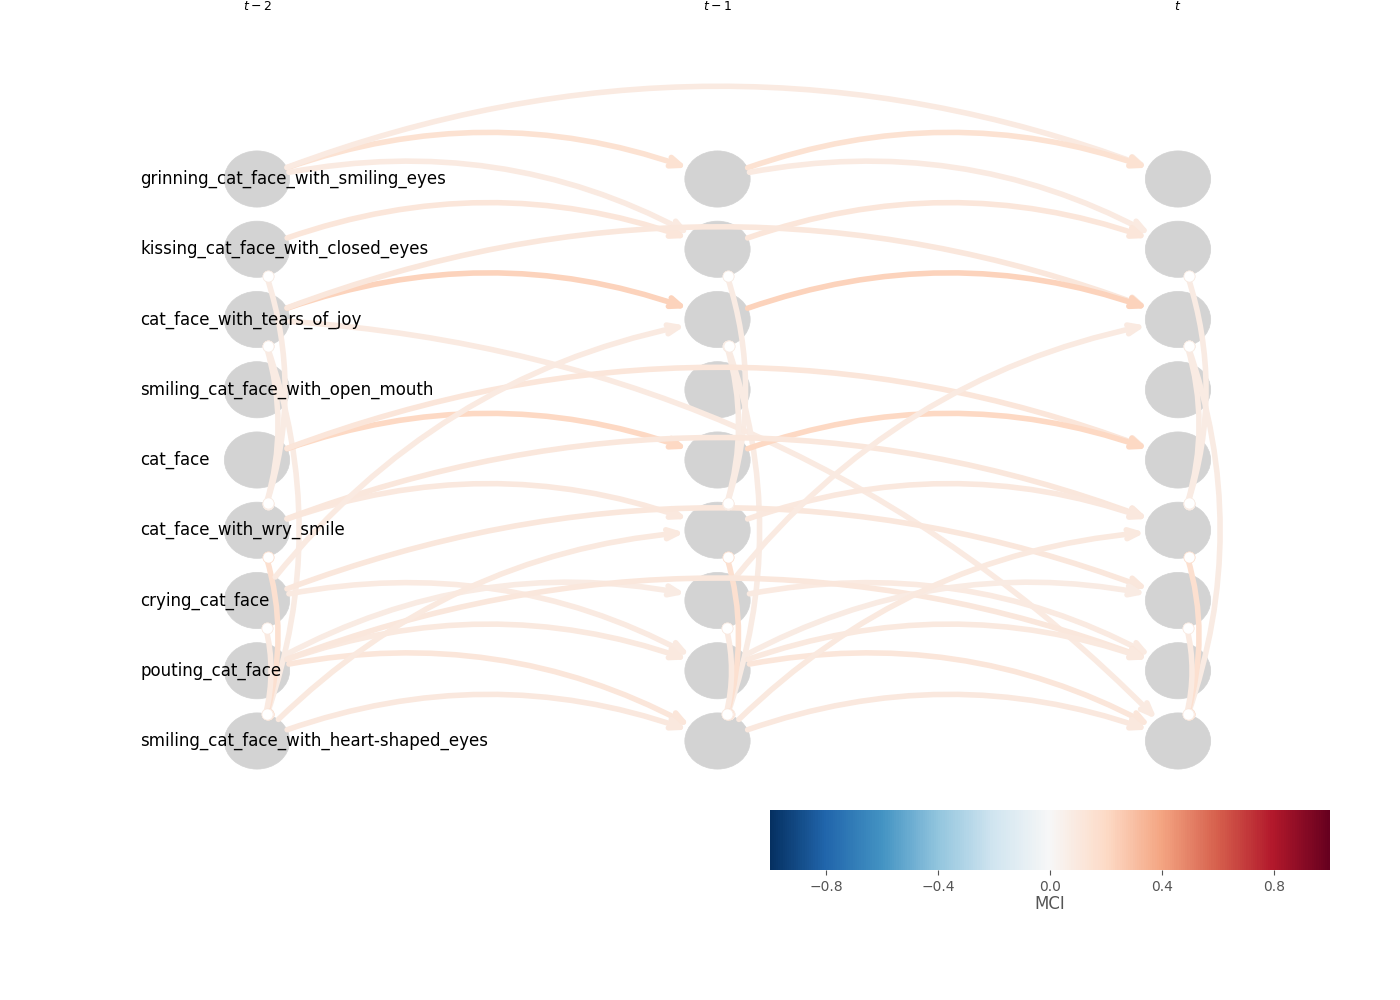 t − 2 t − 1 t
grinning_cat_face_with_smiling_eyes
kissing_cat_face_with_closed_eyes
cat_face_with_tears_of_joy
smiling_cat_face_with_open_mouth
cat_face
cat_face_with_wry_smile
crying_cat_face
pouting_cat_face
smiling_cat_face_with_heart-shaped_eyes
−0.8 −0.4 0.0 0.4 0.8
MCI